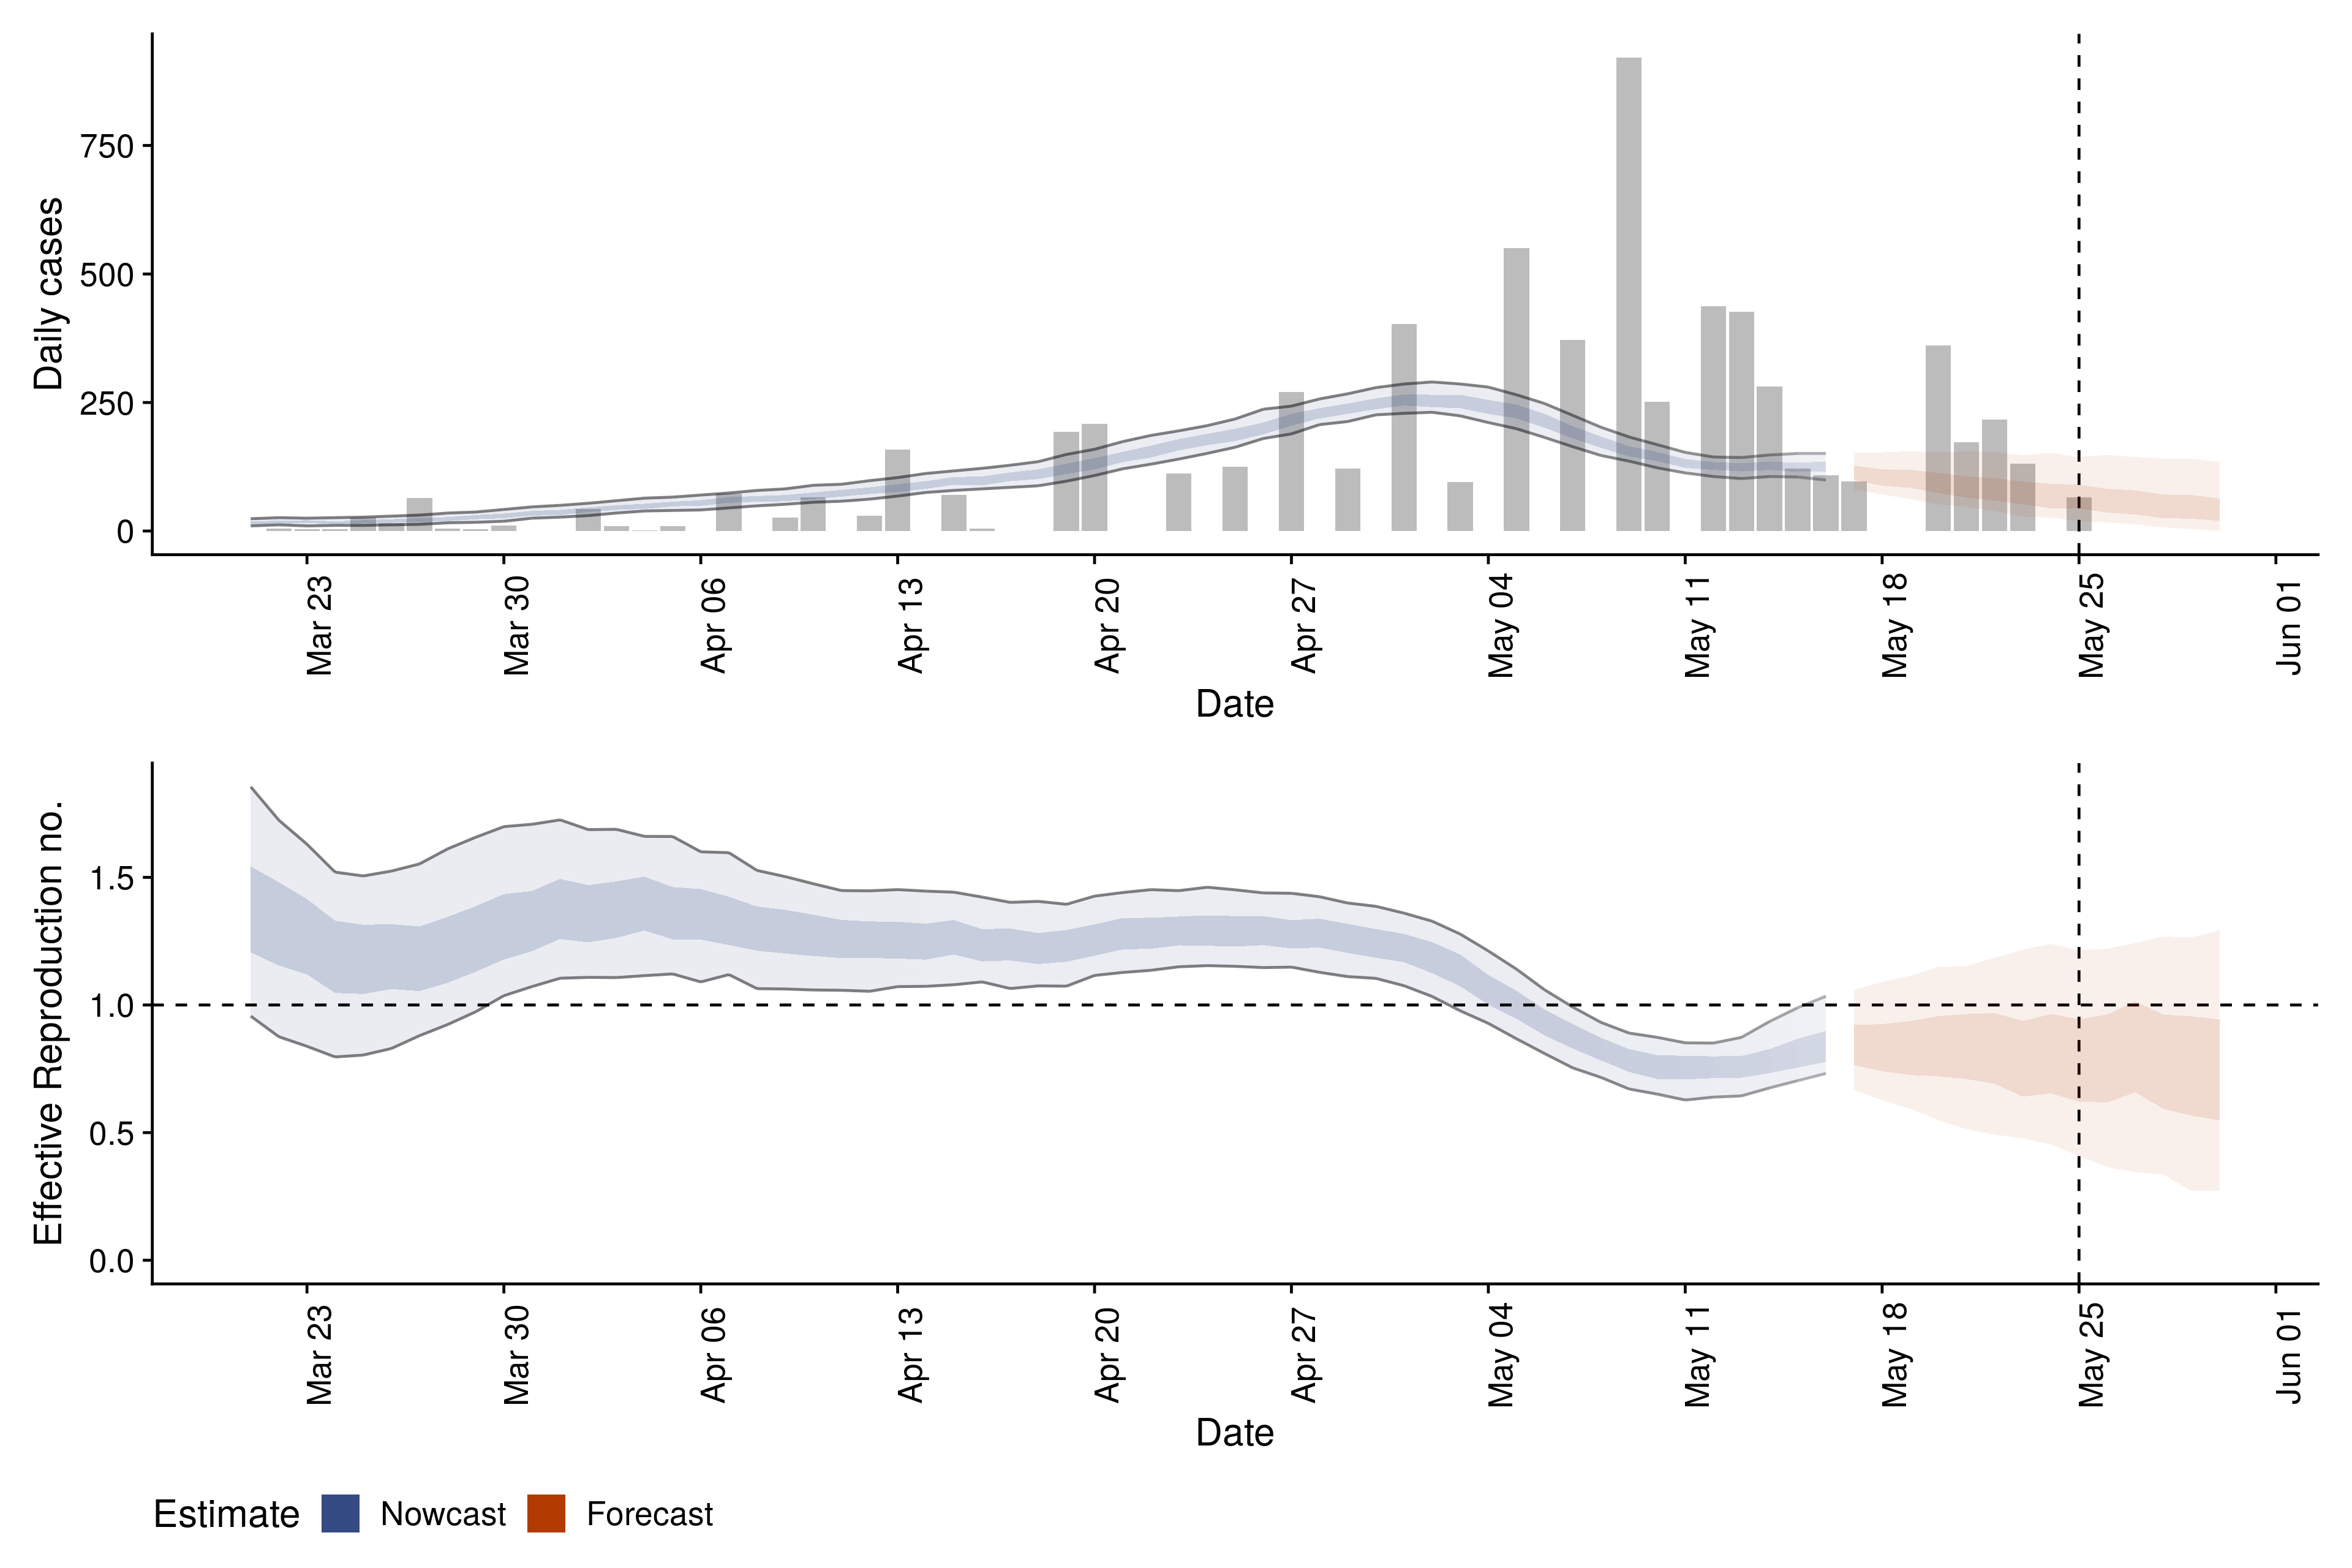 Daily cases
750
500
250
0
Mar 23
Mar 30
Apr 06
Apr 13
Apr 20
Apr 27
May 04
May 11
May 18
May 25
Jun 01
Date
Effective Reproduction no.
1.5
1.0
0.5
0.0
Mar 23
Mar 30
Apr 06
Apr 13
Apr 20
Apr 27
May 04
May 11
May 18
May 25
Jun 01
Date
Estimate Nowcast Forecast